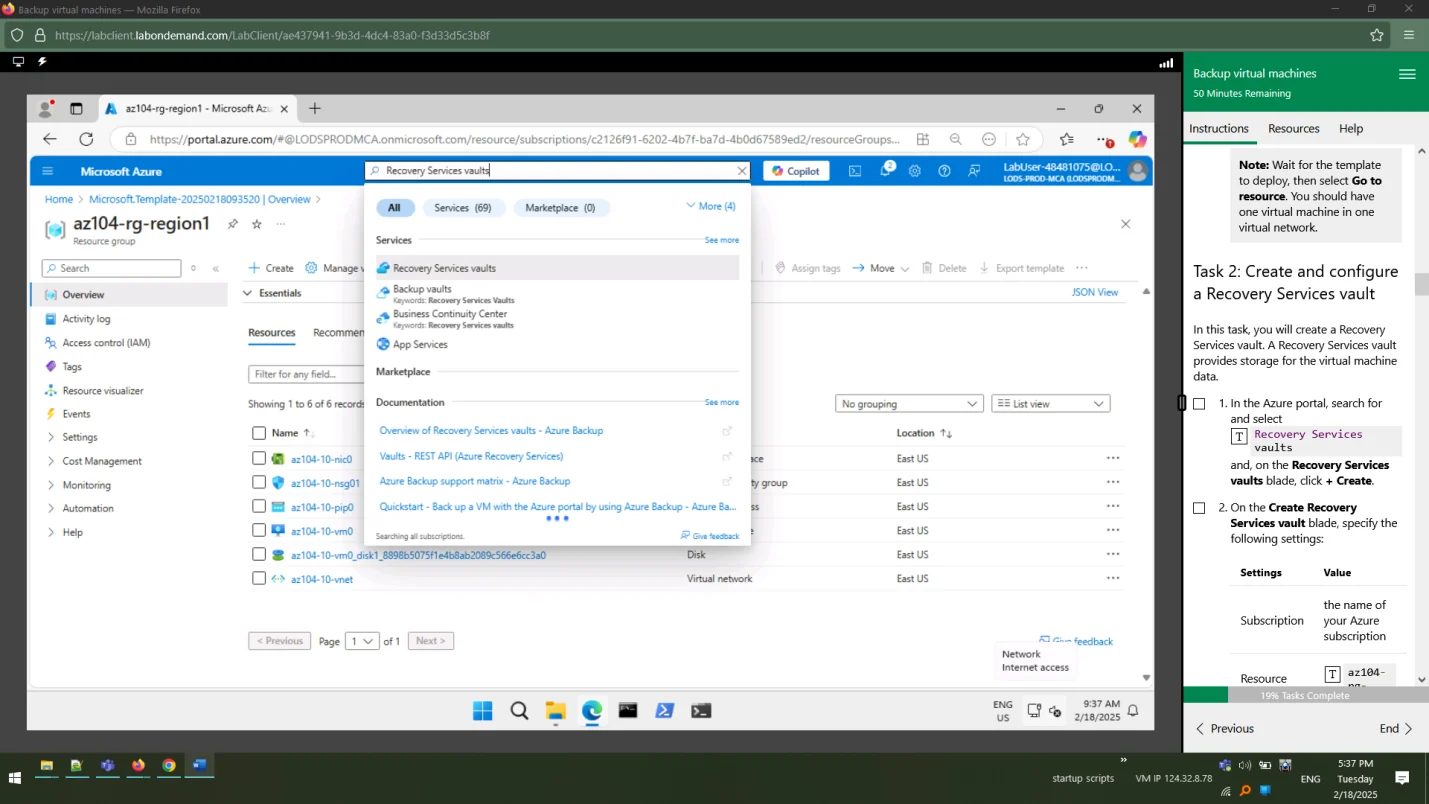 Backup virtual machines — Mozilla Firefox
https://labclient.labondemand.com/LabClient/ae437941-9b3d-4dc4-83a0-f3d33d5c3b8f
az104-rg-region1 - Microsoft Azu
https://portal.azure.com/#@LODSPRODMCA.onmicrosoft.com/resource/subscriptions/c2126f91-6202-4b7f-ba7d-4b0d67589ed2/resourceGroups...
Microsoft Azure
Recovery Services vaults
Copilot
2
LabUser-48481075@LO...
LODS-PROD-MCA (LODSPRODM...
Home > Microsoft.Template-20250218093520 | Overview >
az104-rg-region1
Resource group
Search
Overview
Activity log
Access control (IAM)
Tags
Resource visualizer
Events
Settings
Cost Management
Monitoring
Automation
Help
Create
Manage v
Assign tags
Move
Delete
Export template
Essentials
JSON View
Resources
Recommen
Filter for any field...
Showing 1 to 6 of 6 records
No grouping
List view
Name
Location
az104-10-nic0
ace
East US
az104-10-nsg01
y group
East US
az104-10-pip0
ss
East US
az104-10-vm0
e
East US
az104-10-vm0_disk1_8898b5075f1e4b8ab2089c566e6cc3a0
Disk
East US
az104-10-vnet
Virtual network
East US
< Previous
Page
1
of 1
Next >
Give feedback
Network
Internet access
All
Services (69)
Marketplace (0)
More (4)
Services
See more
Recovery Services vaults
Backup vaults
Keywords: Recovery Services Vaults
Business Continuity Center
Keywords: Recovery Services vaults
App Services
Marketplace
Documentation
See more
Overview of Recovery Services vaults - Azure Backup
Vaults - REST API (Azure Recovery Services)
Azure Backup support matrix - Azure Backup
Quickstart - Back up a VM with the Azure portal by using Azure Backup - Azure Ba...
Searching all subscriptions.
Give feedback
ENG
US
9:37 AM
2/18/2025
Backup virtual machines
50 Minutes Remaining
Instructions
Resources
Help
Note: Wait for the template
to deploy, then select Go to
resource. You should have
one virtual machine in one
virtual network.
Task 2: Create and configure
a Recovery Services vault
In this task, you will create a Recovery
Services vault. A Recovery Services vault
provides storage for the virtual machine
data.
1. In the Azure portal, search for
and select
T Recovery Services
vaults
and, on the Recovery Services
vaults blade, click + Create.
2. On the Create Recovery
Services vault blade, specify the
following settings:
Settings
Value
Subscription
the name of
your Azure
subscription
Resource
T az104-
rg-
19% Tasks Complete
Previous
End
startup scripts
VM IP 124.32.8.78
ENG
5:37 PM
Tuesday
2/18/2025